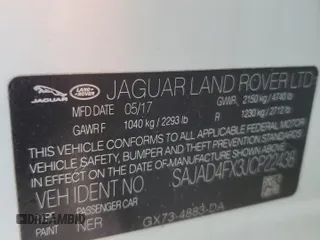 JAGUAR LAND ROVER JAGUAR LAND ROVER LTD
MFD DATE 05/17 GVWR 2150 kg / 4740 lb
GAWR F 1040 kg / 2293 lb R 1230 kg / 2712 lb
THIS VEHICLE CONFORMS TO ALL APPLICABLE FEDERAL MOTOR
VEHICLE SAFETY, BUMPER AND THEFT PREVENTION
STANDARDS IN EFFECT ON THE DATE OF MANUFACTURE
SHOWN ABOVE
VEH IDENT NO. SAJAD4FX3JCP22436
PASSENGER CAR
PAINT NER GX73-4883-DA